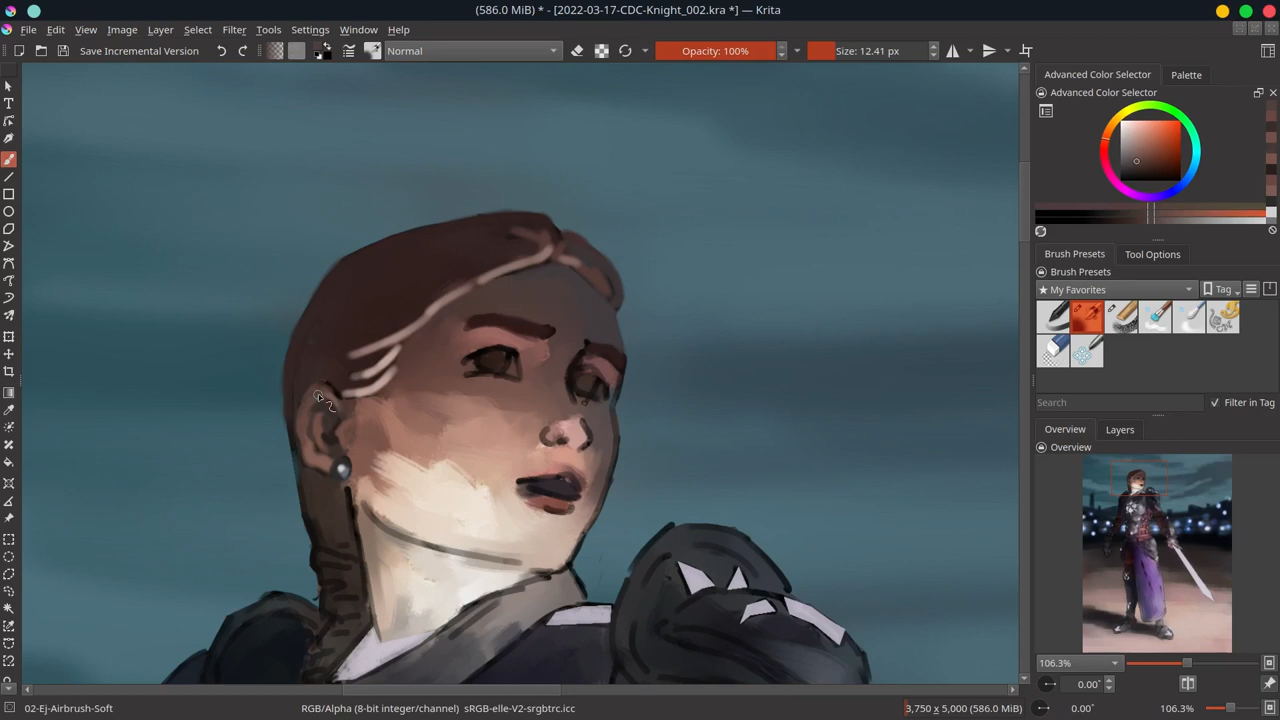 (586.0 MiB) * - [2022-03-17-CDC-Knight_002.kra *] — Krita
File Edit View Image Layer Select Filter Tools Settings Window Help
Save Incremental Version Normal Opacity: 100% Size: 12.41 px
Advanced Color Selector Palette
Advanced Color Selector
Brush Presets Tool Options
Brush Presets
★ My Favorites Tag
Search Filter in Tag
Overview Layers
Overview
106.3%
0.00°
02-Ej-Airbrush-Soft RGB/Alpha (8-bit integer/channel) sRGB-elle-V2-srgbtrc.icc 3,750 x 5,000 (586.0 MiB) 0.00° 106.3%